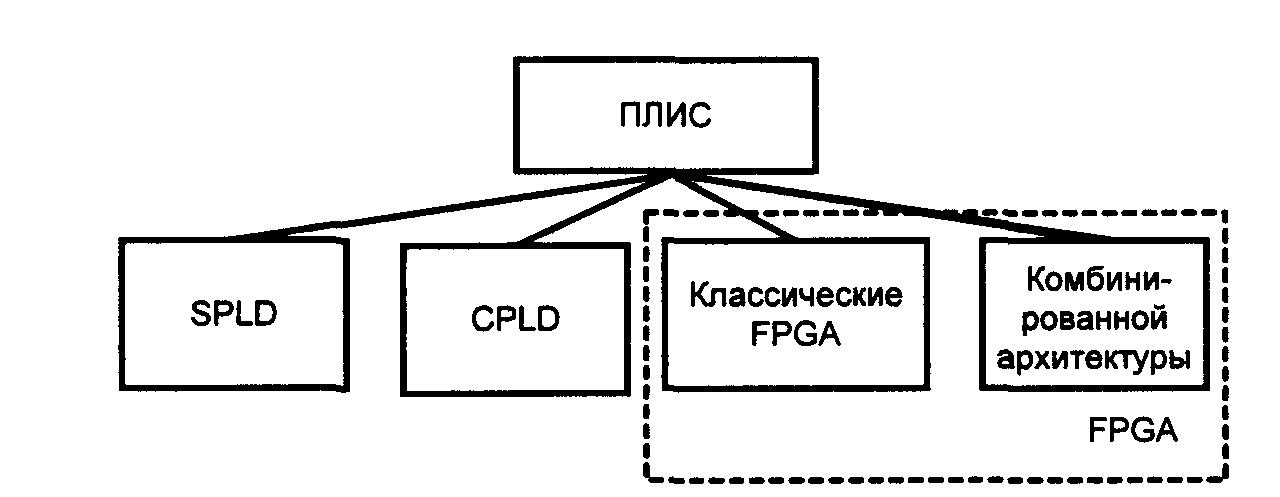 ПЛИС
SPLD
CPLD
Классические
FPGA
Комбини-
рованной
архитектуры
FPGA